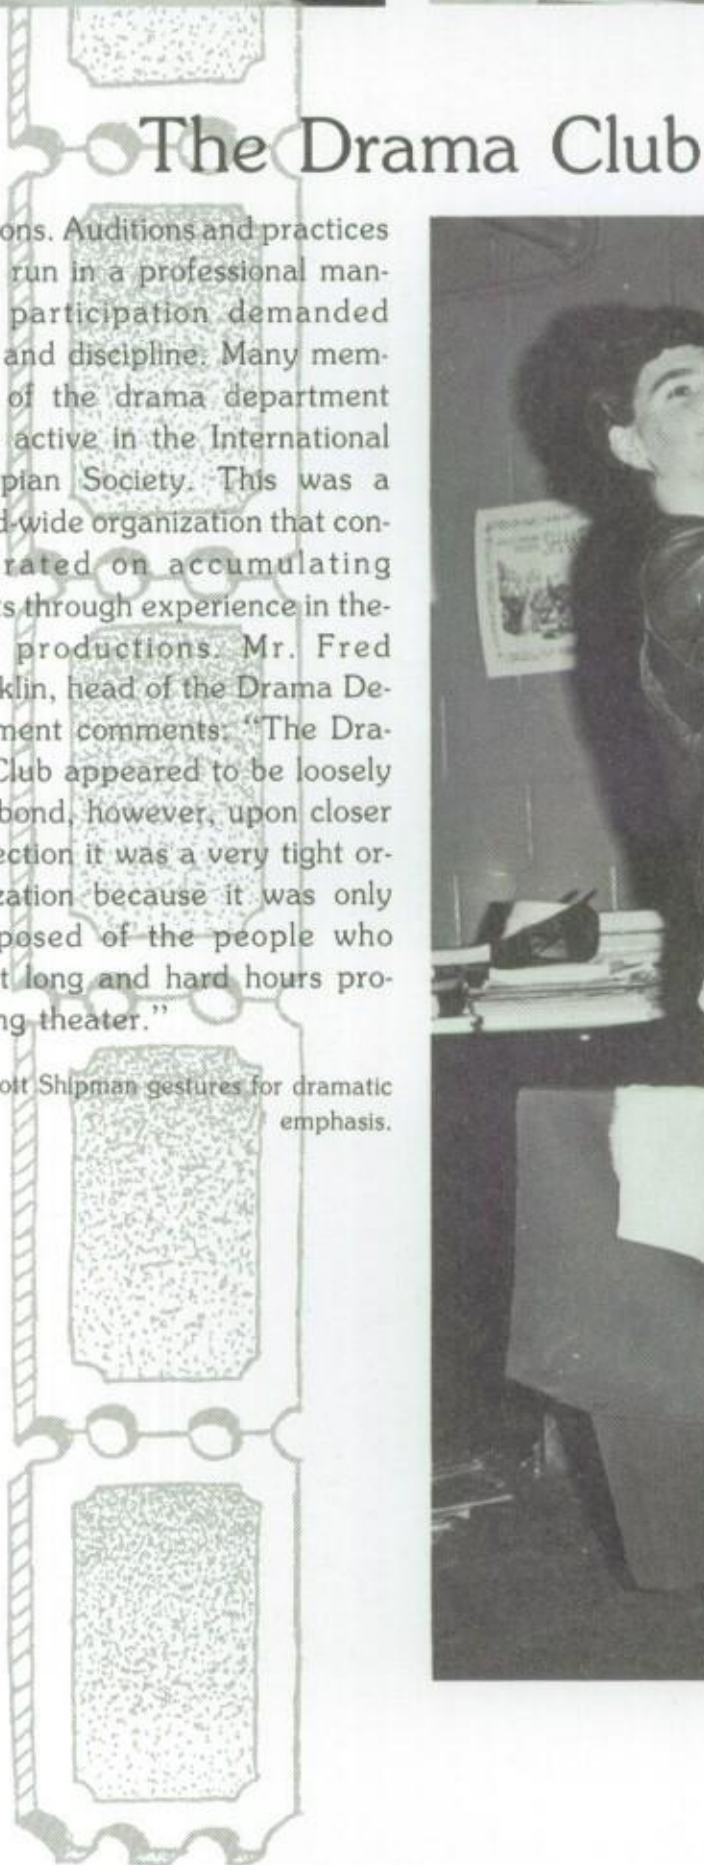 The Drama Club
ons. Auditions and practices
run in a professional man-
participation demanded
and discipline. Many mem-
of the drama department
active in the International
pian Society. This was a
d-wide organization that con-
rated on accumulating
ts through experience in the-
productions. Mr. Fred
klin, head of the Drama De-
ment comments: “The Dra-
Club appeared to be loosely
bond, however, upon closer
ection it was a very tight or-
zation because it was only
posed of the people who
t long and hard hours pro-
ng theater.”
ott Shipman gestures for dramatic
emphasis.